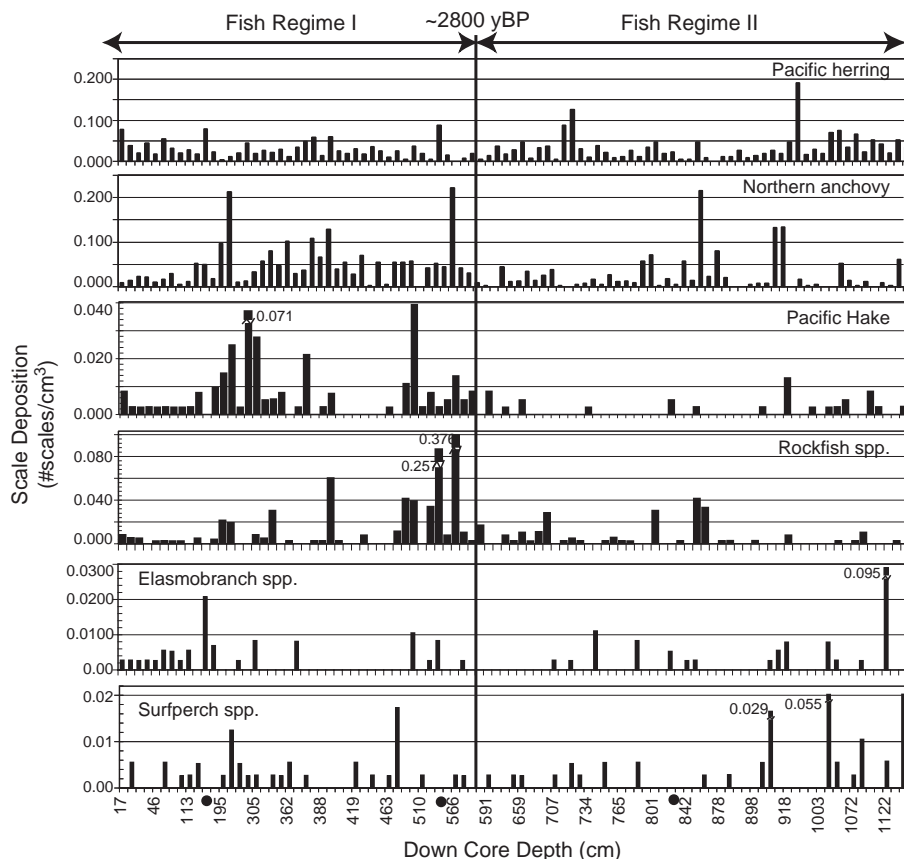 Fish Regime I
~2800 yBP
Fish Regime II
Pacific herring
0.200
0.100
0.000
Northern anchovy
0.200
0.100
0.000
Pacific Hake
0.040
0.071
0.020
0.000
Rockfish spp.
0.376
0.257
0.080
0.040
0.000
Elasmobranch spp.
0.0300
0.095
0.0200
0.0100
0.00
Surfperch spp.
0.02
0.029
0.055
0.01
0.00
Scale Deposition
(#scales/cm³)
17 46 113 195 305 362 388 419 463 510 566 591 659 707 734 765 801 842 878 898 918 1003 1072 1122
Down Core Depth (cm)